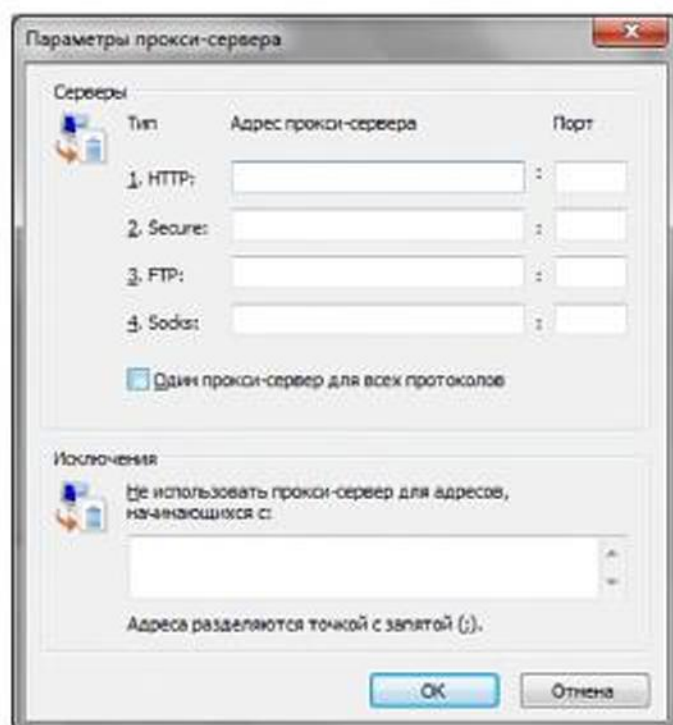 Параметры прокси-сервера
Серверы
Тип Адрес прокси-сервера Порт
1. HTTP: :
2. Secure: :
3. FTP: :
4. Socks: :
Один прокси-сервер для всех протоколов
Исключения
Не использовать прокси-сервер для адресов,
начинающихся с:
Адреса разделяются точкой с запятой (;).
ОК Отмена